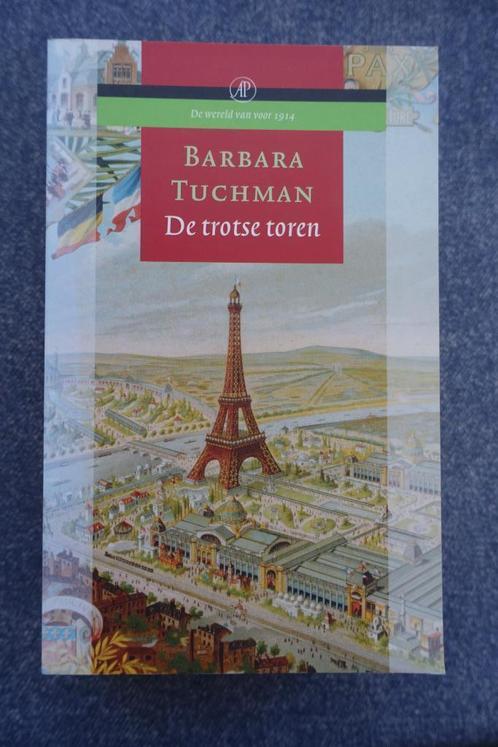 PAX
AP
De wereld van voor 1914
BARBARA
TUCHMAN
De trotse toren